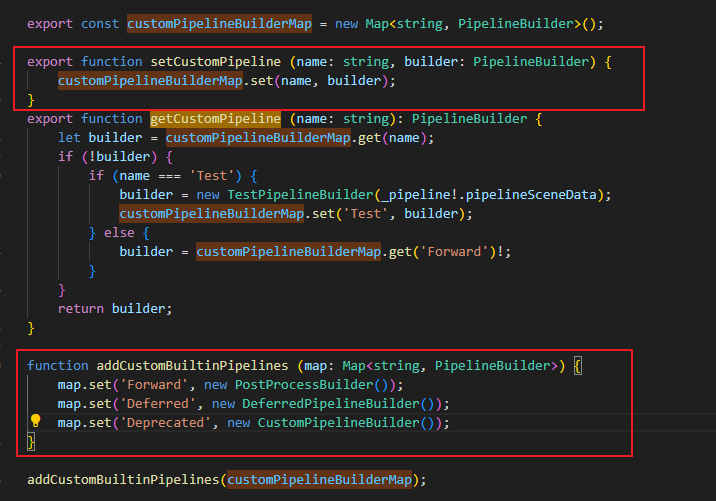 export const customPipelineBuilderMap = new Map<string, PipelineBuilder>();
export function setCustomPipeline (name: string, builder: PipelineBuilder) {
    customPipelineBuilderMap.set(name, builder);
}
export function getCustomPipeline (name: string): PipelineBuilder {
    let builder = customPipelineBuilderMap.get(name);
    if (!builder) {
        if (name === 'Test') {
            builder = new TestPipelineBuilder(_pipeline!.pipelineSceneData);
            customPipelineBuilderMap.set('Test', builder);
        } else {
            builder = customPipelineBuilderMap.get('Forward')!;
        }
    }
    return builder;
}
function addCustomBuiltinPipelines (map: Map<string, PipelineBuilder>) {
    map.set('Forward', new PostProcessBuilder());
    map.set('Deferred', new DeferredPipelineBuilder());
    map.set('Deprecated', new CustomPipelineBuilder());
}
addCustomBuiltinPipelines(customPipelineBuilderMap);